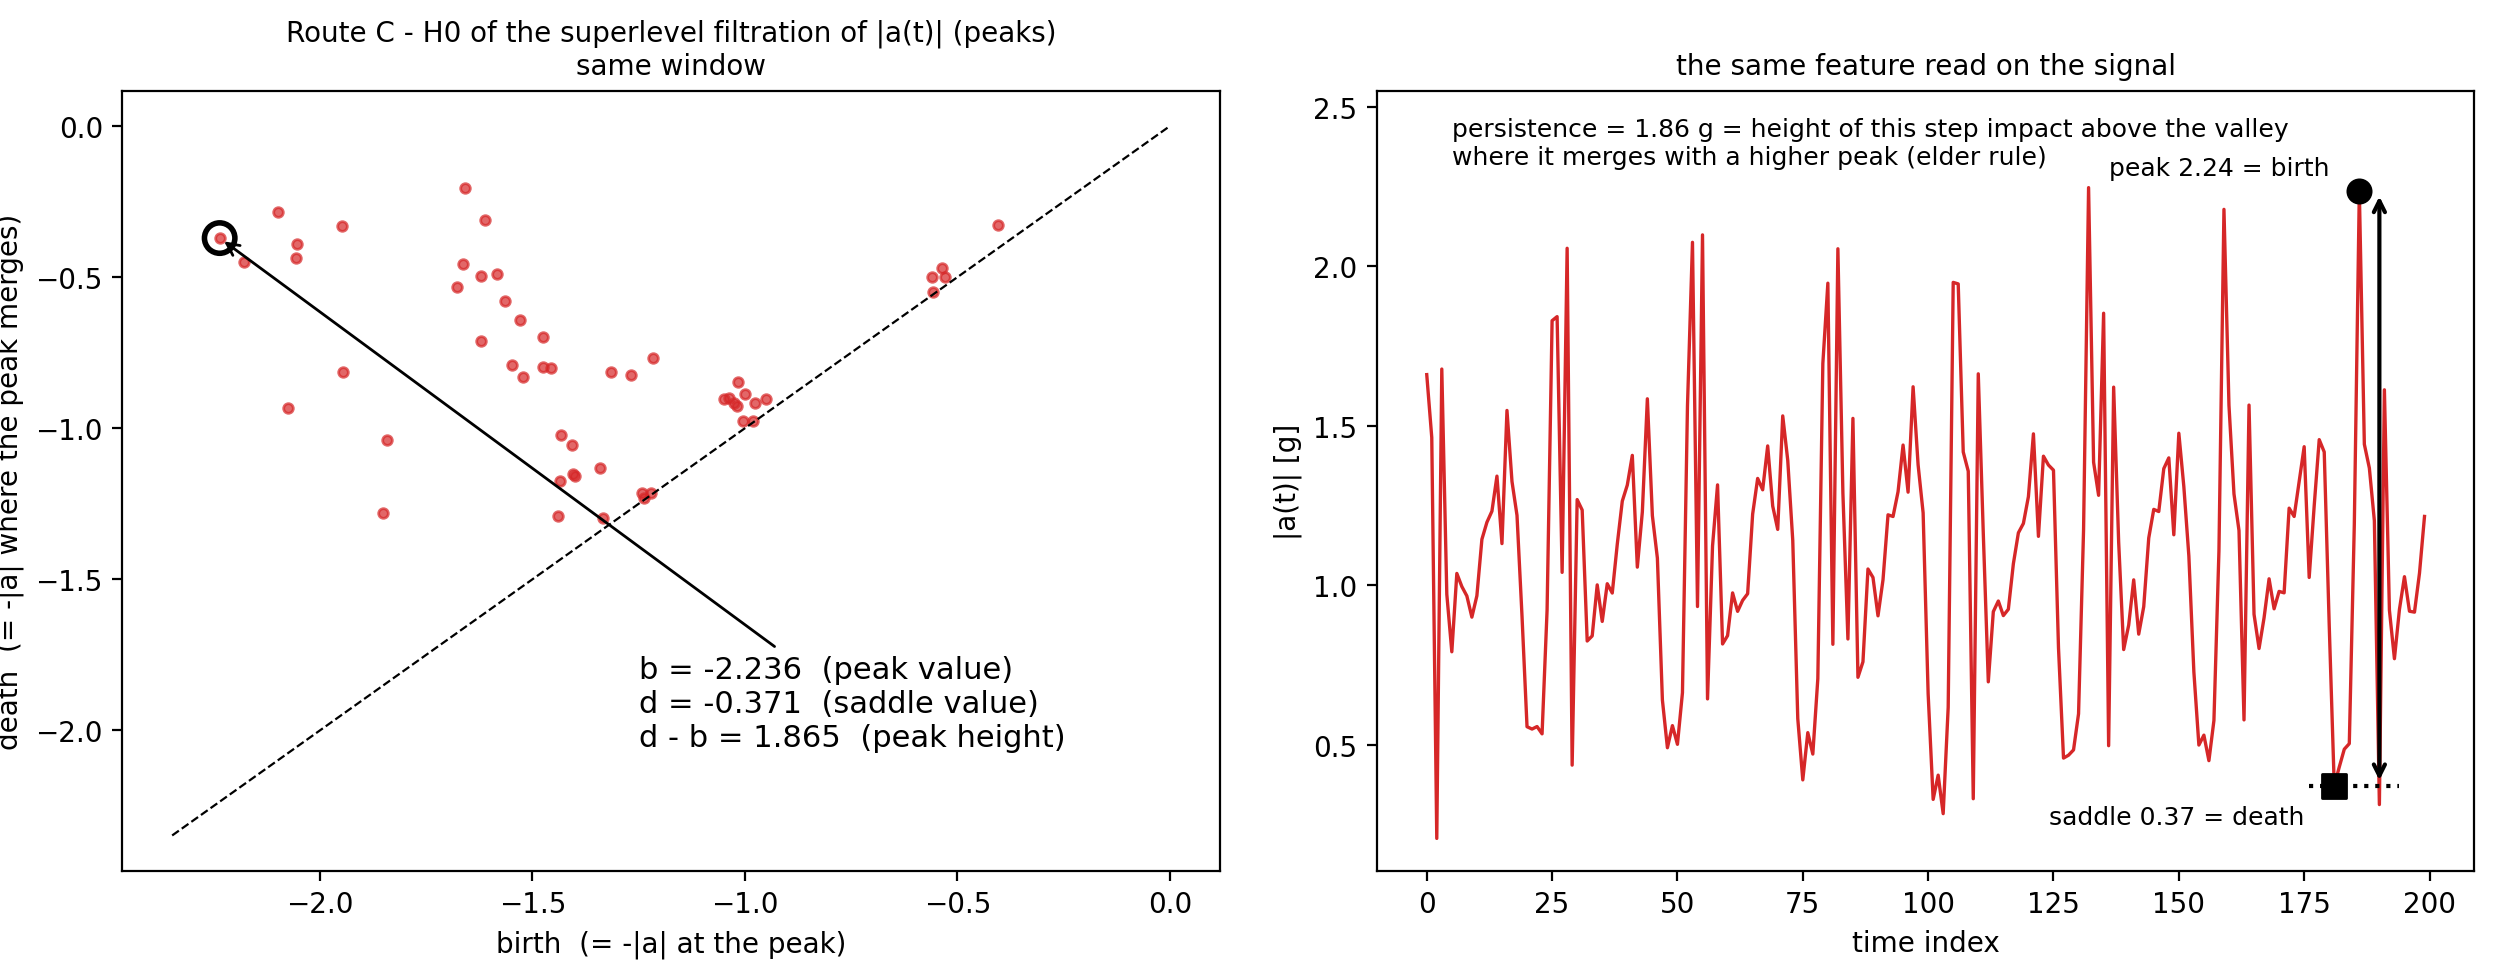 Route C - H0 of the superlevel filtration of |a(t)| (peaks)
same window
death (= -|a| where the peak merges)
0.0
−0.5
−1.0
−1.5
−2.0
b = -2.236 (peak value)
d = -0.371 (saddle value)
d - b = 1.865 (peak height)
−2.0
−1.5
−1.0
−0.5
0.0
birth (= -|a| at the peak)
the same feature read on the signal
|a(t)| [g]
2.5
2.0
1.5
1.0
0.5
persistence = 1.86 g = height of this step impact above the valley
where it merges with a higher peak (elder rule)
peak 2.24 = birth
saddle 0.37 = death
0
25
50
75
100
125
150
175
200
time index